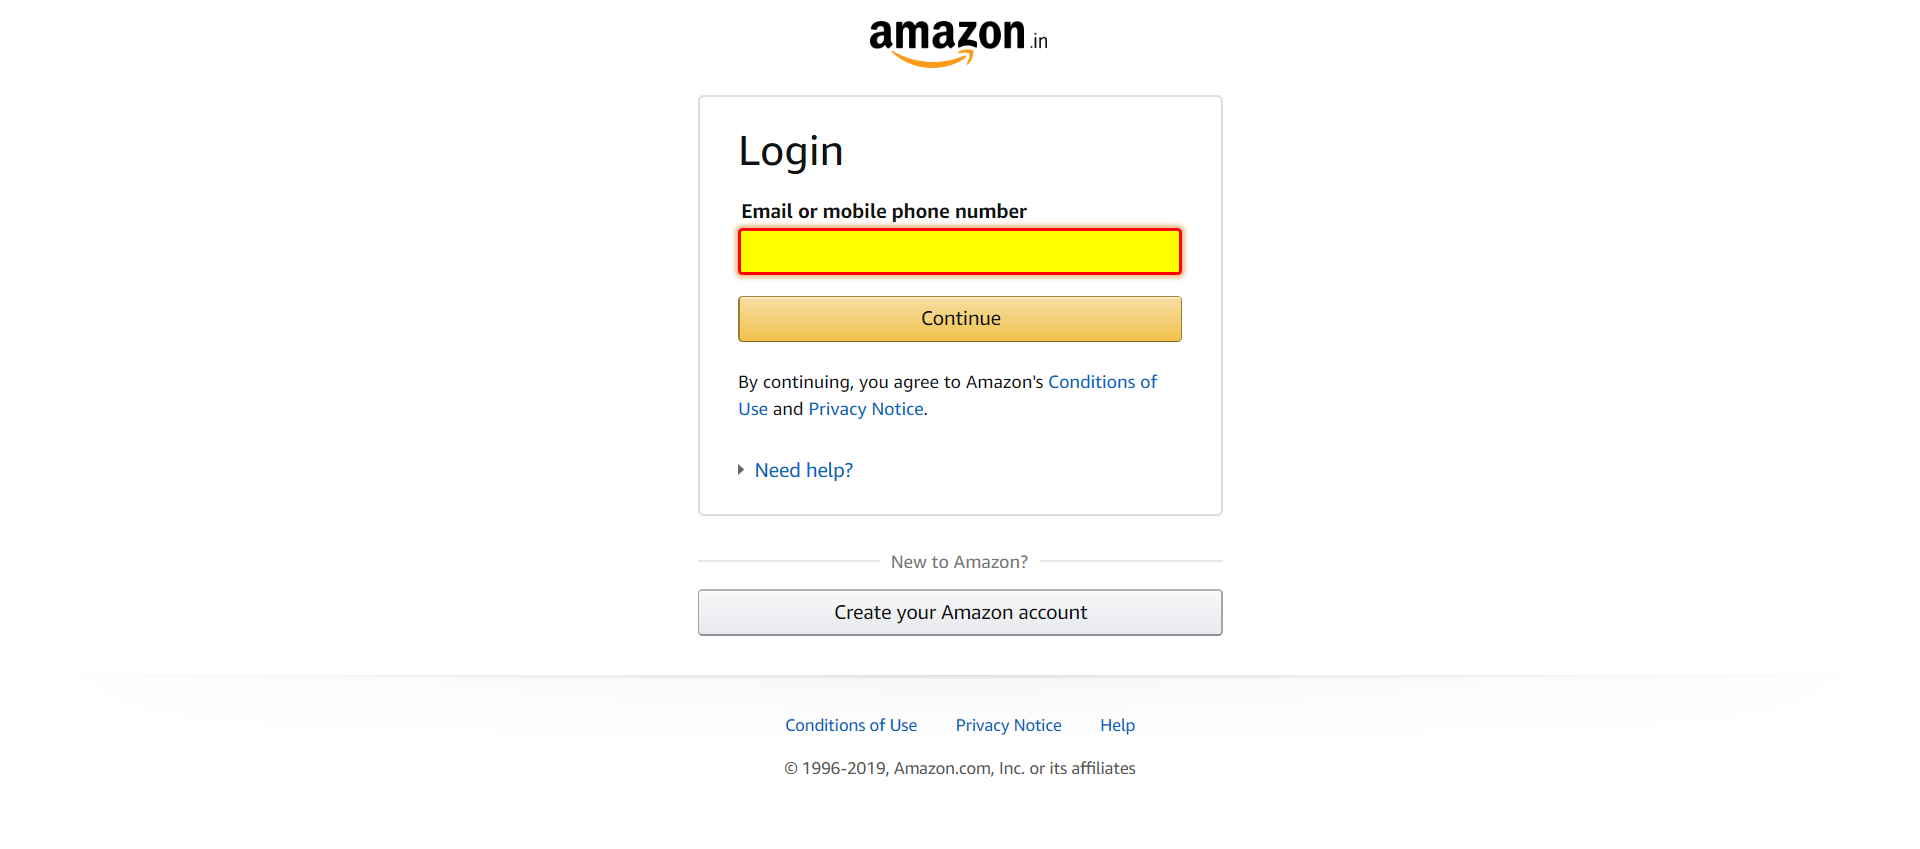 amazon.in
Login
Email or mobile phone number
Continue
By continuing, you agree to Amazon's Conditions of
Use and Privacy Notice.
Need help?
New to Amazon?
Create your Amazon account
Conditions of Use Privacy Notice Help
© 1996-2019, Amazon.com, Inc. or its affiliates